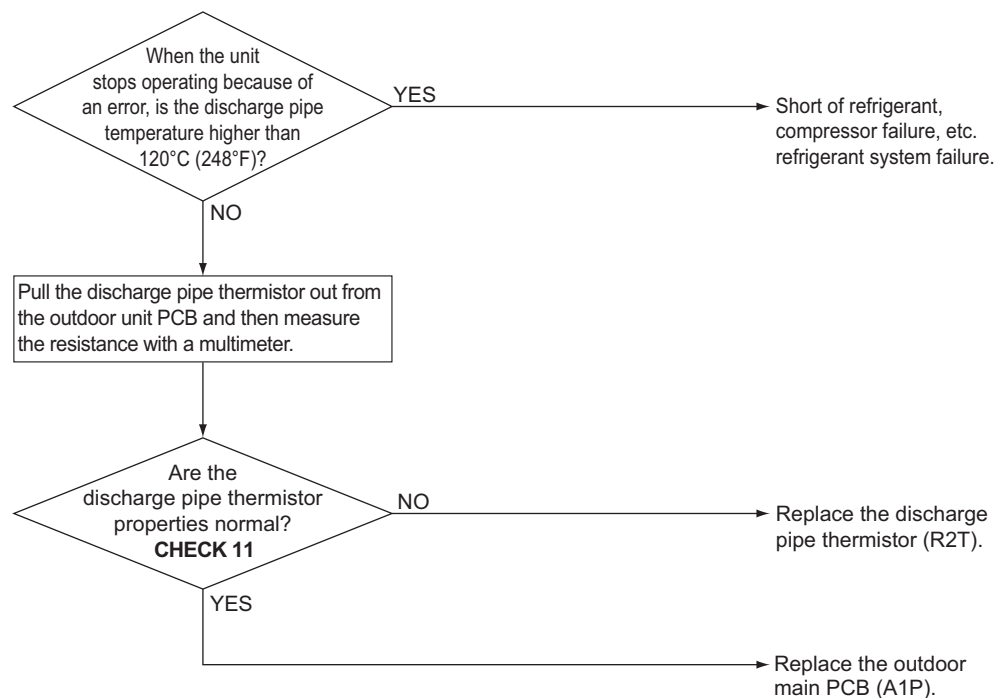 When the unit
stops operating because of
an error, is the discharge pipe
temperature higher than
120°C (248°F)?
YES
Short of refrigerant,
compressor failure, etc.
refrigerant system failure.
NO
Pull the discharge pipe thermistor out from
the outdoor unit PCB and then measure
the resistance with a multimeter.
Are the
discharge pipe thermistor
properties normal?
CHECK 11
NO
Replace the discharge
pipe thermistor (R2T).
YES
Replace the outdoor
main PCB (A1P).